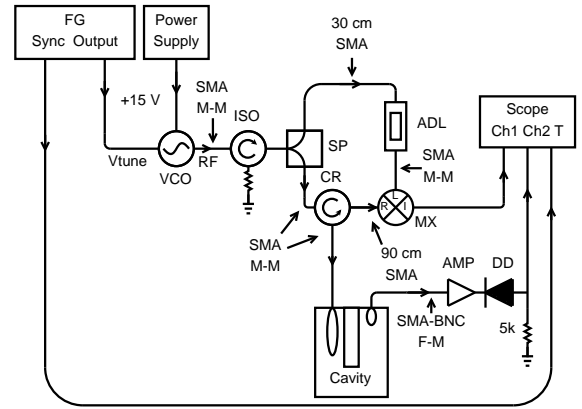 FG
Sync Output
Power
Supply
30 cm
SMA
+15 V
SMA
M-M
ISO
ADL
Scope
Ch1 Ch2 T
Vtune
VCO
RF
SP
SMA
M-M
CR
L
R
I
MX
SMA
M-M
90 cm
SMA
AMP
DD
SMA-BNC
F-M
5k
Cavity